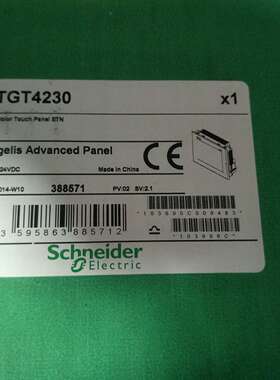 TGT4230 x1
Color Touch Panel STN
gelis Advanced Panel
24VDC Made in China
014-W10 388571 PV:02 SV:2.1
CE
3 595863 885712
Schneider
Electric